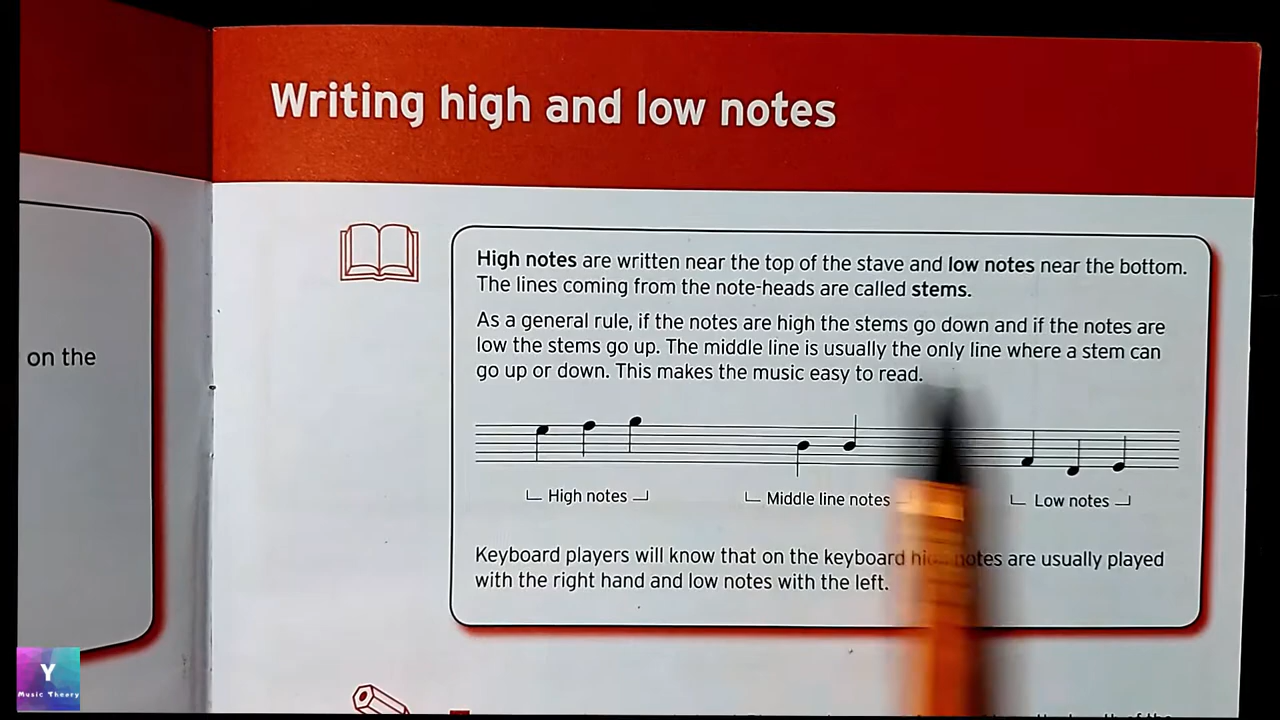 Writing high and low notes
on the
High notes are written near the top of the stave and low notes near the bottom.
The lines coming from the note-heads are called stems.
As a general rule, if the notes are high the stems go down and if the notes are
low the stems go up. The middle line is usually the only line where a stem can
go up or down. This makes the music easy to read.
High notes
Middle line notes
Low notes
Keyboard players will know that on the keyboard notes are usually played
with the right hand and low notes with the left.
Y
Music Theory